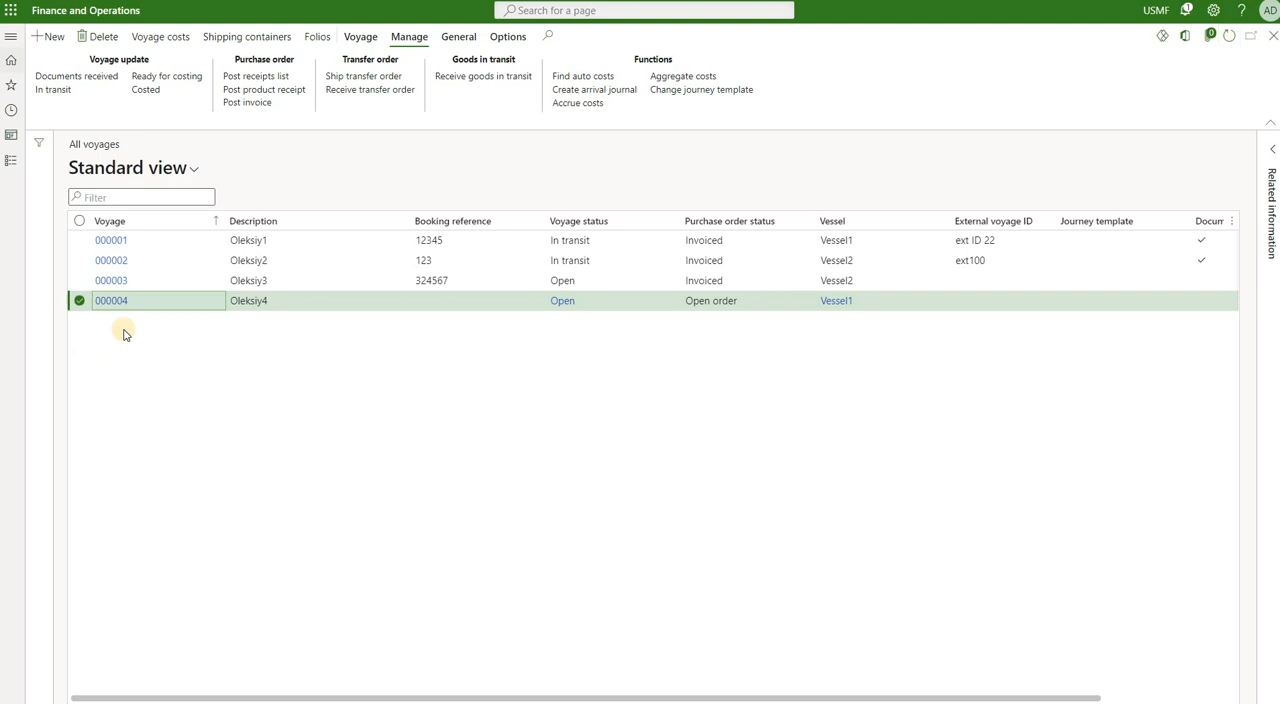 Finance and Operations
Search for a page
USMF
1
?
AD
New
Delete
Voyage costs
Shipping containers
Folios
Voyage
Manage
General
Options
0
Voyage update
Documents received
Ready for costing
In transit
Costed
Purchase order
Post receipts list
Post product receipt
Post invoice
Transfer order
Ship transfer order
Receive transfer order
Goods in transit
Receive goods in transit
Functions
Find auto costs
Aggregate costs
Create arrival journal
Change journey template
Accrue costs
All voyages
Standard view
Filter
Voyage Description Booking reference Voyage status Purchase order status Vessel External voyage ID Journey template Docum
000001 Oleksiy1 12345 In transit Invoiced Vessel1 ext ID 22
000002 Oleksiy2 123 In transit Invoiced Vessel2 ext100
000003 Oleksiy3 324567 Open Invoiced Vessel2
000004 Oleksiy4 Open Open order Vessel1
Related information